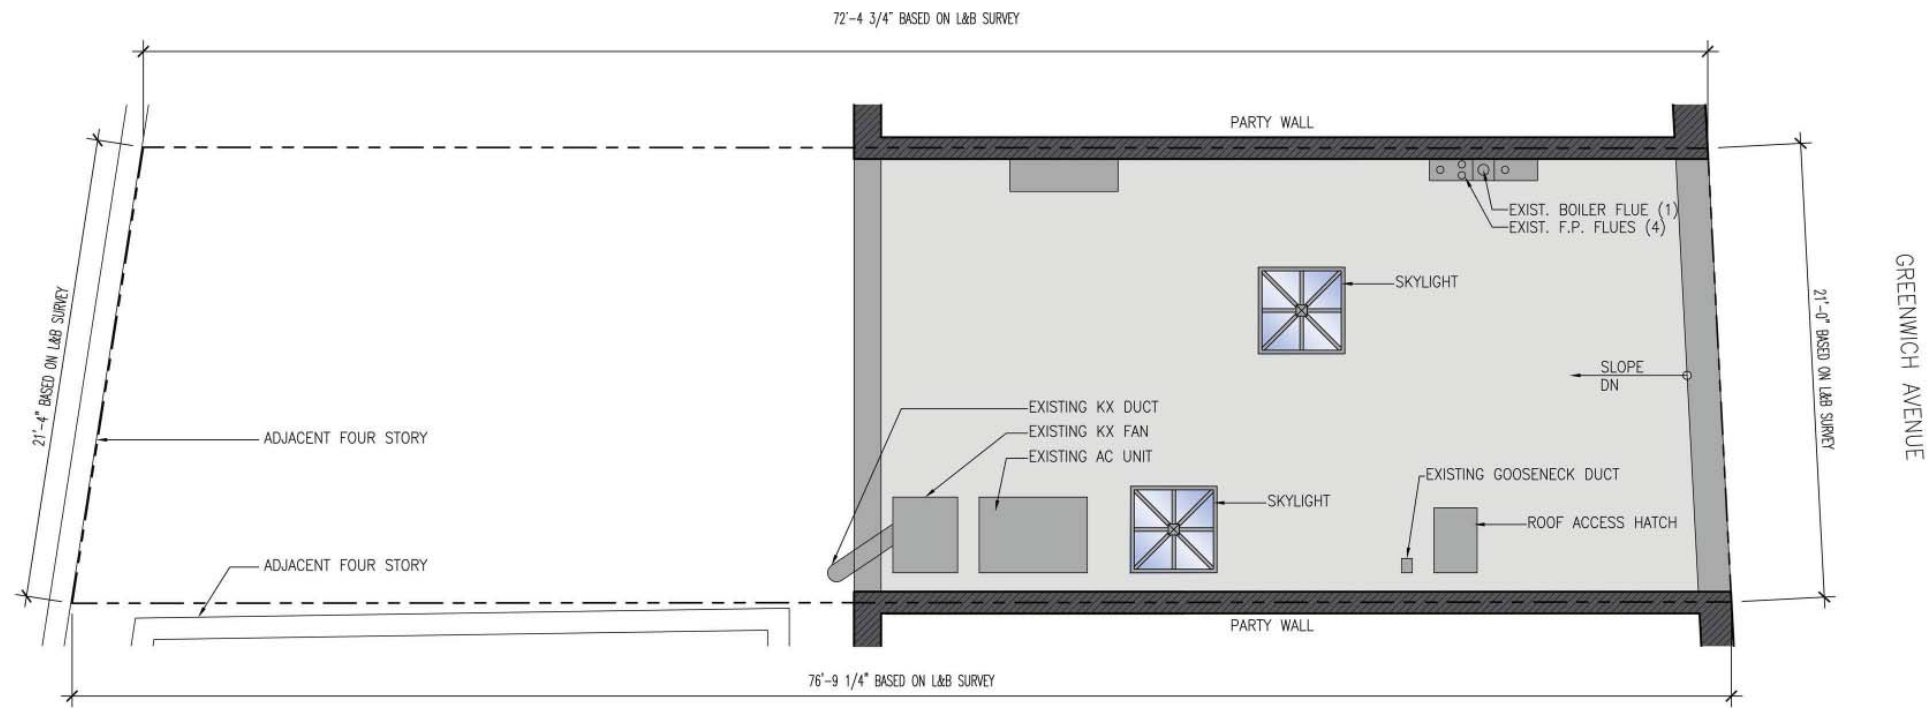 72'-4 3/4" BASED ON L&B SURVEY
PARTY WALL
EXIST. BOILER FLUE (1)
EXIST. F.P. FLUES (4)
SKYLIGHT
GREENWICH AVENUE
21'-0" BASED ON L&B SURVEY
21'-4" BASED ON L&B SURVEY
SLOPE
DN
EXISTING KX DUCT
EXISTING KX FAN
EXISTING AC UNIT
ADJACENT FOUR STORY
EXISTING GOOSENECK DUCT
SKYLIGHT
ROOF ACCESS HATCH
ADJACENT FOUR STORY
PARTY WALL
76'-9 1/4" BASED ON L&B SURVEY